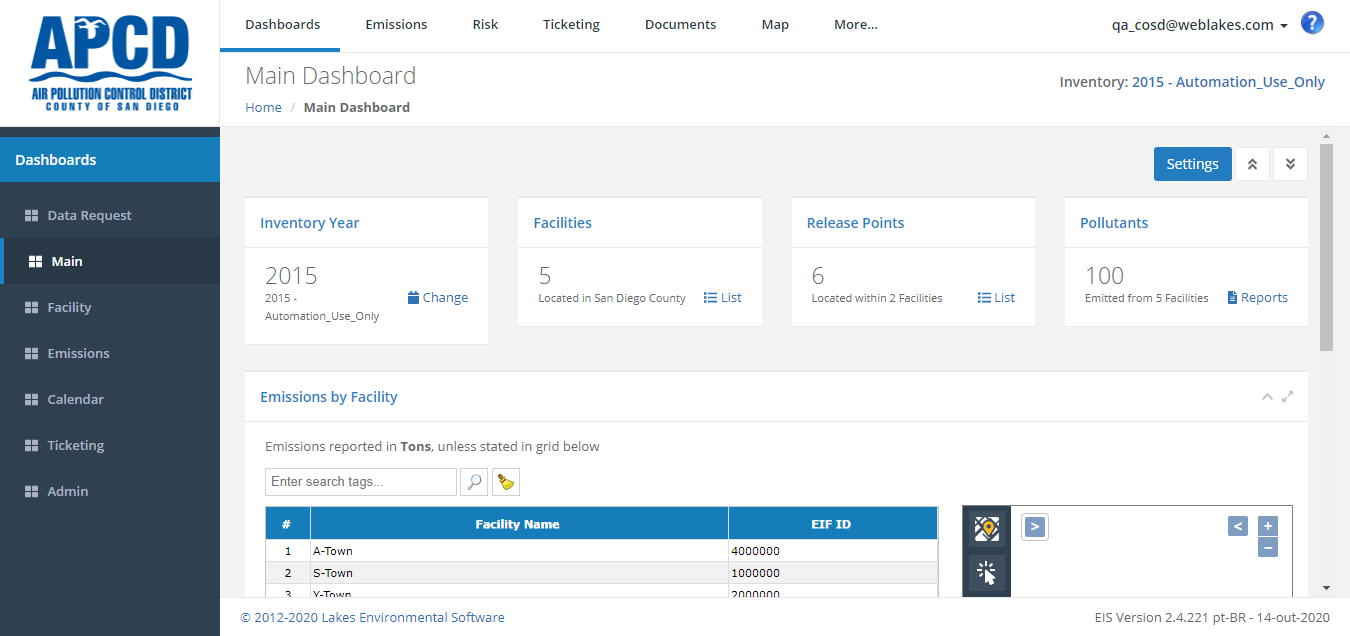 APCD
AIR POLLUTION CONTROL DISTRICT
COUNTY OF SAN DIEGO
Dashboards Emissions Risk Ticketing Documents Map More...
qa_cosd@weblakes.com
?
Main Dashboard
Home / Main Dashboard
Inventory: 2015 - Automation_Use_Only
Dashboards
Data Request
Main
Facility
Emissions
Calendar
Ticketing
Admin
Settings
Inventory Year
2015
2015 -
Automation_Use_Only
Change
Facilities
5
Located in San Diego County
List
Release Points
6
Located within 2 Facilities
List
Pollutants
100
Emitted from 5 Facilities
Reports
Emissions by Facility
Emissions reported in Tons, unless stated in grid below
Enter search tags...
# Facility Name EIF ID
1 A-Town 4000000
2 S-Town 1000000
3 Y-Town 2000000
>
< +
−
© 2012-2020 Lakes Environmental Software
EIS Version 2.4.221 pt-BR - 14-out-2020